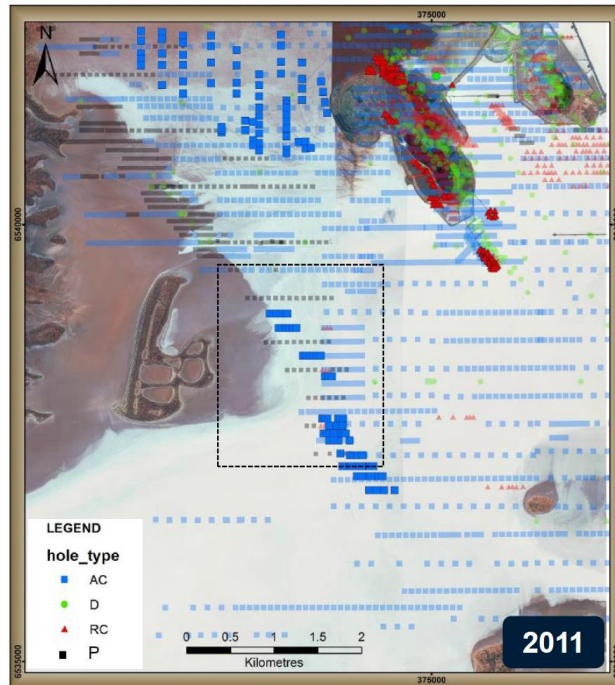 375000
N
6540000
LEGEND
hole_type
AC
D
RC
P
0 0.5 1 1.5 2
Kilometres
2011
6535000
375000